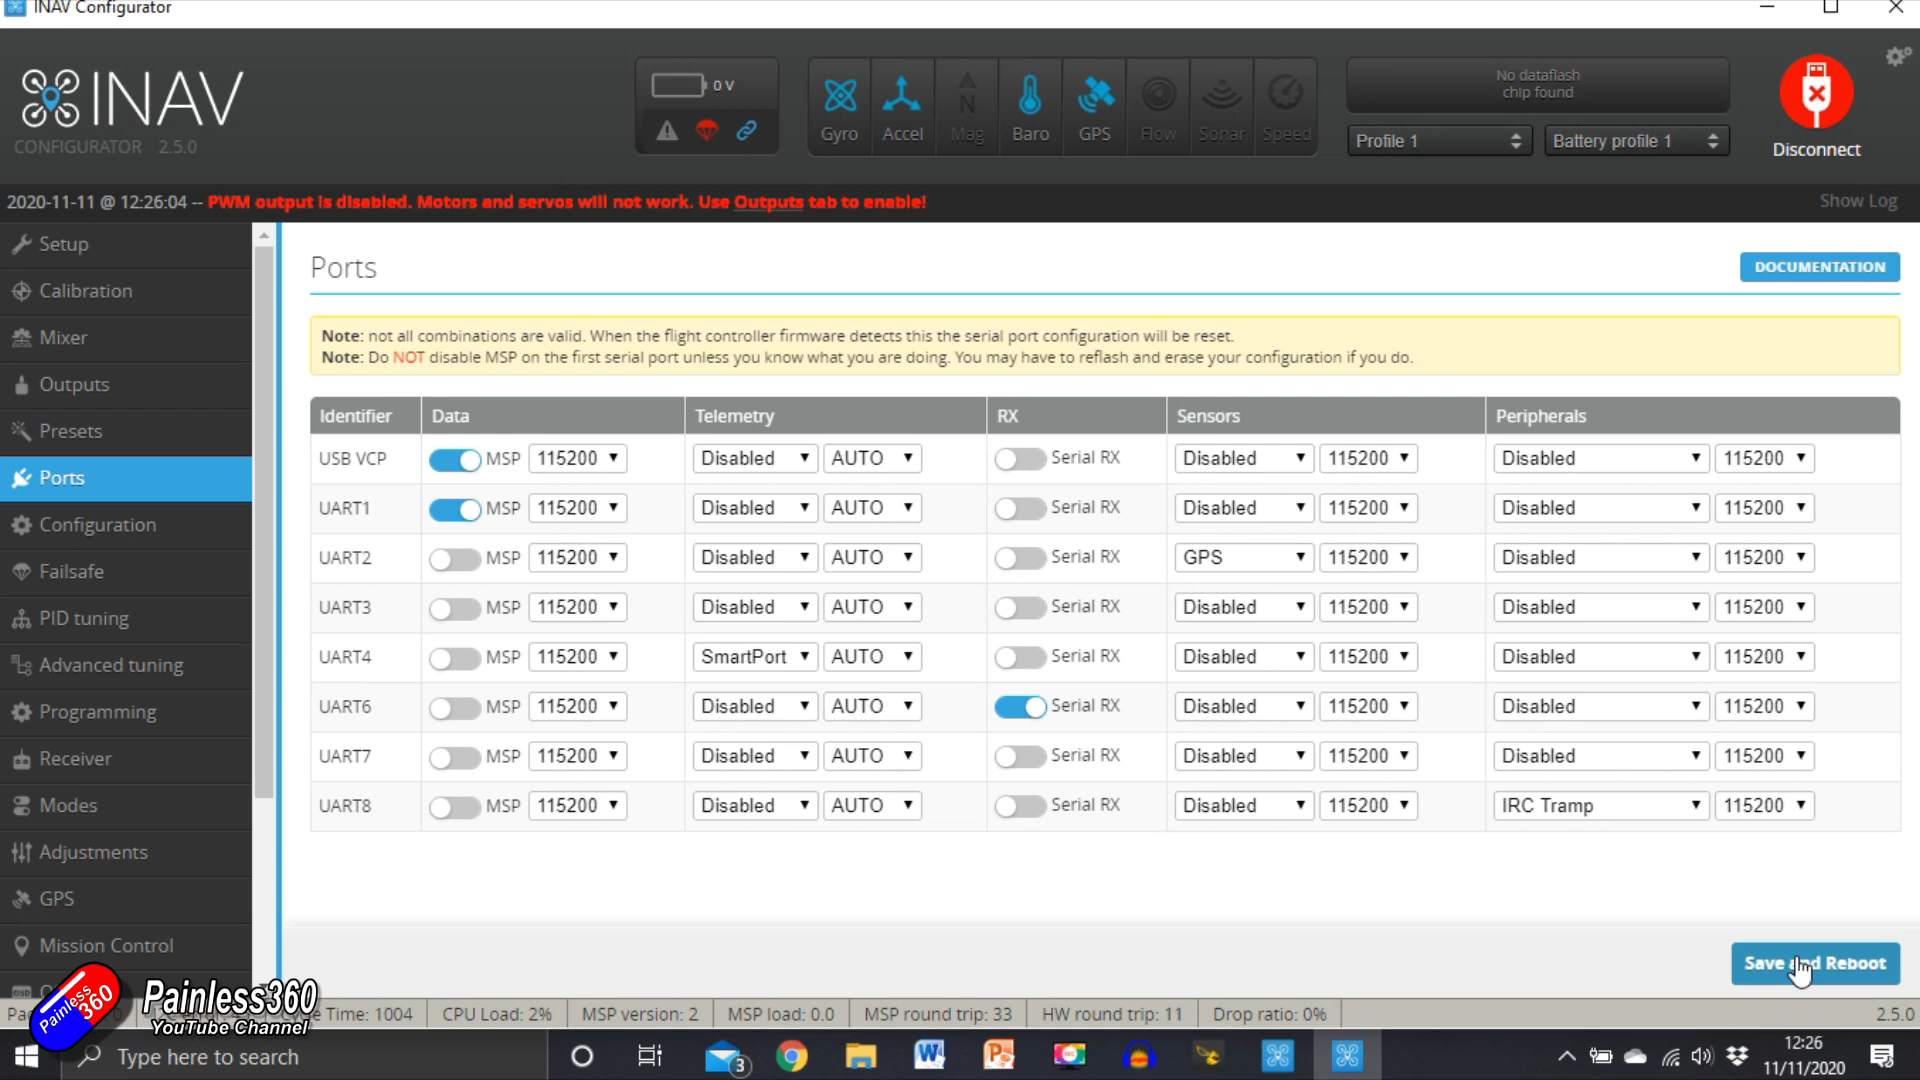 INAV Configurator
INAV
CONFIGURATOR 2.5.0
0 V
Gyro
Accel
Mag
Baro
GPS
Flow
Sonar
Speed
No dataflash
chip found
Profile 1
Battery profile 1
Disconnect
2020-11-11 @ 12:26:04 -- PWM output is disabled. Motors and servos will not work. Use Outputs tab to enable!
Show Log
Setup
Calibration
Mixer
Outputs
Presets
Ports
Configuration
Failsafe
PID tuning
Advanced tuning
Programming
Receiver
Modes
Adjustments
GPS
Mission Control
Ports
DOCUMENTATION
Note: not all combinations are valid. When the flight controller firmware detects this the serial port configuration will be reset.
Note: Do NOT disable MSP on the first serial port unless you know what you are doing. You may have to reflash and erase your configuration if you do.
Identifier Data Telemetry RX Sensors Peripherals
USB VCP MSP 115200 Disabled AUTO Serial RX Disabled 115200 Disabled 115200
UART1 MSP 115200 Disabled AUTO Serial RX Disabled 115200 Disabled 115200
UART2 MSP 115200 Disabled AUTO Serial RX GPS 115200 Disabled 115200
UART3 MSP 115200 Disabled AUTO Serial RX Disabled 115200 Disabled 115200
UART4 MSP 115200 SmartPort AUTO Serial RX Disabled 115200 Disabled 115200
UART6 MSP 115200 Disabled AUTO Serial RX Disabled 115200 Disabled 115200
UART7 MSP 115200 Disabled AUTO Serial RX Disabled 115200 Disabled 115200
UART8 MSP 115200 Disabled AUTO Serial RX Disabled 115200 IRC Tramp 115200
Save and Reboot
Painless360
Painless360
YouTube Channel
Time: 1004
CPU Load: 2%
MSP version: 2
MSP load: 0.0
MSP round trip: 33
HW round trip: 11
Drop ratio: 0%
2.5.0
Type here to search
3
12:26
11/11/2020